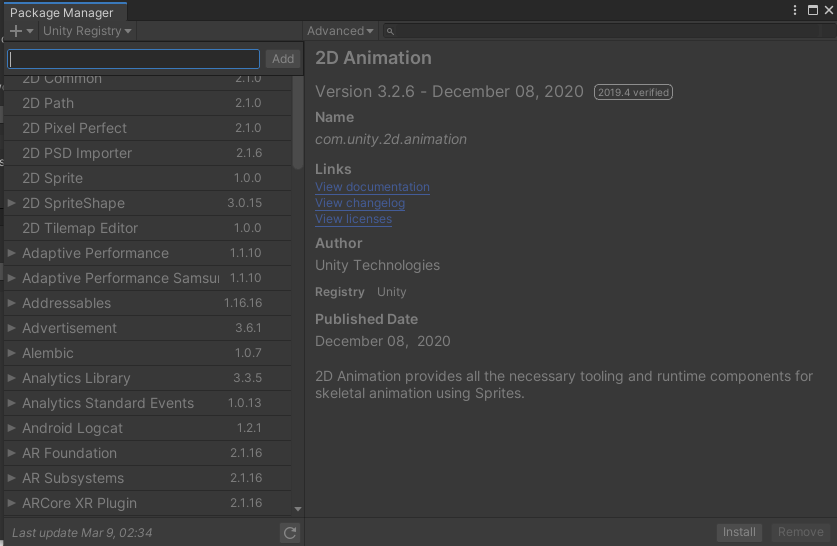 Package Manager
Unity Registry
Advanced
Add
2D Common 2.1.0
2D Path 2.1.0
2D Pixel Perfect 2.1.0
2D PSD Importer 2.1.6
2D Sprite 1.0.0
2D SpriteShape 3.0.15
2D Tilemap Editor 1.0.0
Adaptive Performance 1.1.10
Adaptive Performance Samsun 1.1.10
Addressables 1.16.16
Advertisement 3.6.1
Alembic 1.0.7
Analytics Library 3.3.5
Analytics Standard Events 1.0.13
Android Logcat 1.2.1
AR Foundation 2.1.16
AR Subsystems 2.1.16
ARCore XR Plugin 2.1.16
Last update Mar 9, 02:34
2D Animation
Version 3.2.6 - December 08, 2020 2019.4 verified
Name
com.unity.2d.animation
Links
View documentation
View changelog
View licenses
Author
Unity Technologies
Registry Unity
Published Date
December 08, 2020
2D Animation provides all the necessary tooling and runtime components for
skeletal animation using Sprites.
Install
Remove